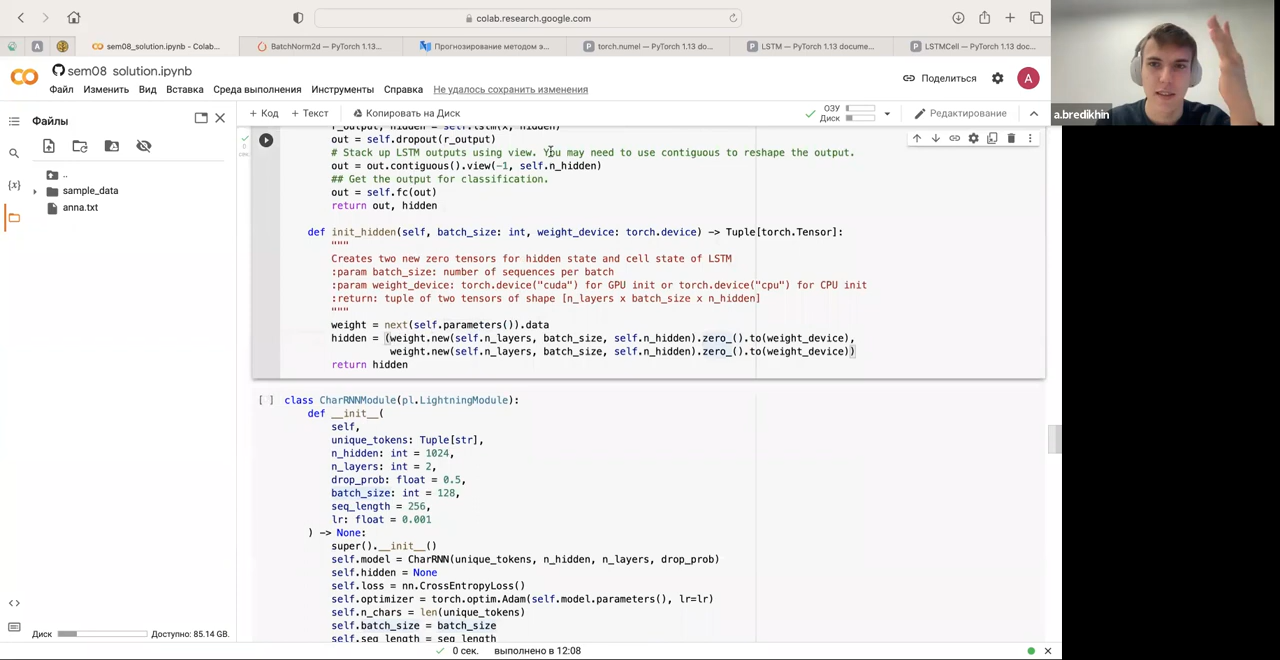 colab.research.google.com
sem08_solution.ipynb - Colab...
BatchNorm2d — PyTorch 1.13...
Прогнозирование методом э...
torch.numel — PyTorch 1.13 do...
LSTM — PyTorch 1.13 docume...
LSTMCell — PyTorch 1.13 doc...
sem08 solution.ipynb
Файл Изменить Вид Вставка Среда выполнения Инструменты Справка Не удалось сохранить изменения
Поделиться
A
a.bredikhin
Файлы
+ Код + Текст Копировать на Диск
ОЗУ
Диск
Редактирование
..
sample_data
anna.txt
{x}
r_output, hidden = self.lstm(x, hidden)
out = self.dropout(r_output)
# Stack up LSTM outputs using view. You may need to use contiguous to reshape the output.
out = out.contiguous().view(-1, self.n_hidden)
## Get the output for classification.
out = self.fc(out)
return out, hidden
def init_hidden(self, batch_size: int, weight_device: torch.device) -> Tuple[torch.Tensor]:
"""
Creates two new zero tensors for hidden state and cell state of LSTM
:param batch_size: number of sequences per batch
:param weight_device: torch.device("cuda") for GPU init or torch.device("cpu") for CPU init
:return: tuple of two tensors of shape [n_layers x batch_size x n_hidden]
"""
weight = next(self.parameters()).data
hidden = (weight.new(self.n_layers, batch_size, self.n_hidden).zero_().to(weight_device),
weight.new(self.n_layers, batch_size, self.n_hidden).zero_().to(weight_device))
return hidden
[ ] class CharRNNModule(pl.LightningModule):
def __init__(
self,
unique_tokens: Tuple[str],
n_hidden: int = 1024,
n_layers: int = 2,
drop_prob: float = 0.5,
batch_size: int = 128,
seq_length = 256,
lr: float = 0.001
) -> None:
super().__init__()
self.model = CharRNN(unique_tokens, n_hidden, n_layers, drop_prob)
self.hidden = None
self.loss = nn.CrossEntropyLoss()
self.optimizer = torch.optim.Adam(self.model.parameters(), lr=lr)
self.n_chars = len(unique_tokens)
self.batch_size = batch_size
self.seq_length = seq_length
Диск Доступно: 85.14 GB.
0 сек. выполнено в 12:08